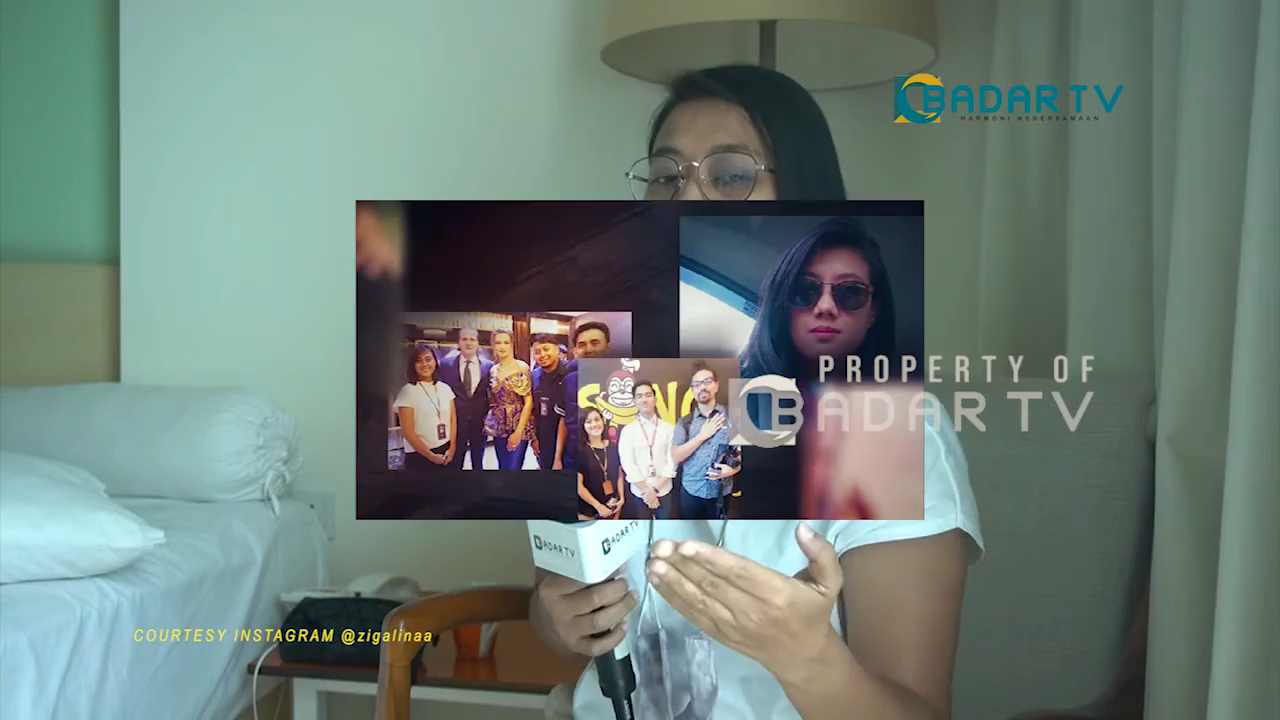 BADAR TV
HARMONI KEBERSAMAAN
PROPERTY OF
BADAR TV
BADAR TV
BADAR TV
COURTESY INSTAGRAM @zigalinaa